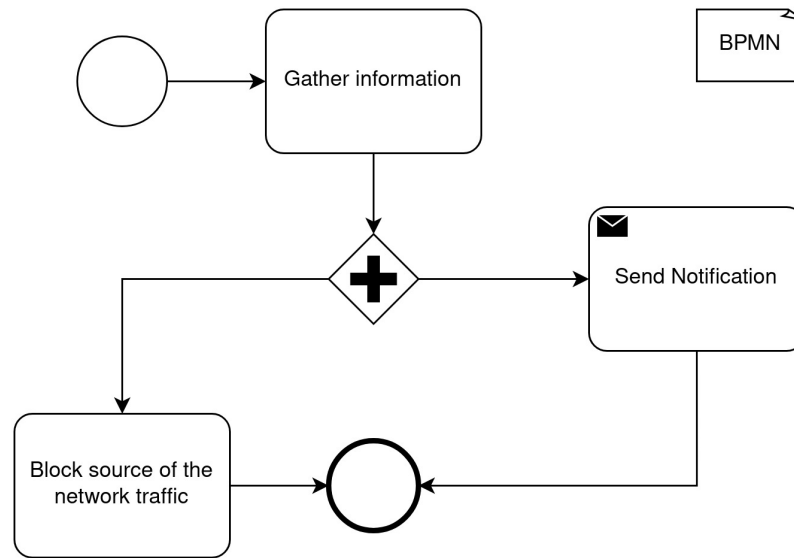 Gather information
BPMN
Send Notification
Block source of the
network traffic